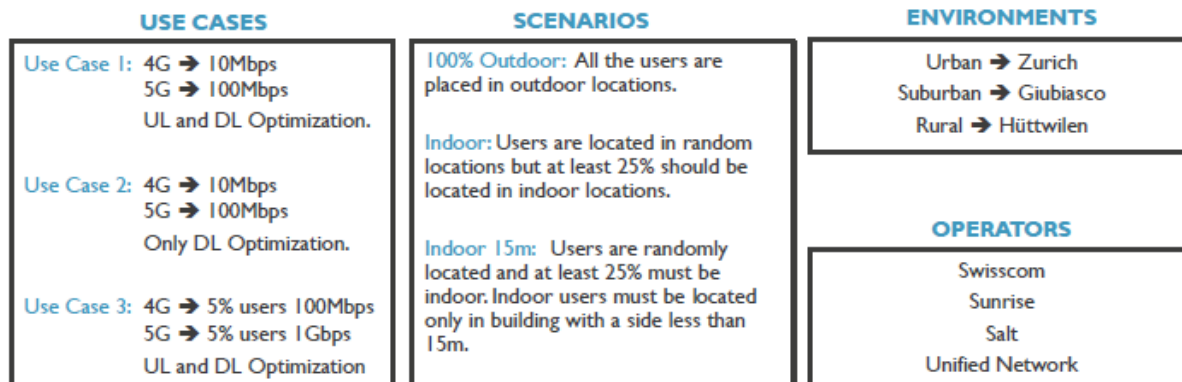 USE CASES
Use Case 1: 4G ➔ 10Mbps
5G ➔ 100Mbps
UL and DL Optimization.
Use Case 2: 4G ➔ 10Mbps
5G ➔ 100Mbps
Only DL Optimization.
Use Case 3: 4G ➔ 5% users 100Mbps
5G ➔ 5% users 1Gbps
UL and DL Optimization
SCENARIOS
100% Outdoor: All the users are
placed in outdoor locations.
Indoor: Users are located in random
locations but at least 25% should be
located in indoor locations.
Indoor 15m: Users are randomly
located and at least 25% must be
indoor. Indoor users must be located
only in building with a side less than
15m.
ENVIRONMENTS
Urban ➔ Zurich
Suburban ➔ Giubiasco
Rural ➔ Hüttwilen
OPERATORS
Swisscom
Sunrise
Salt
Unified Network